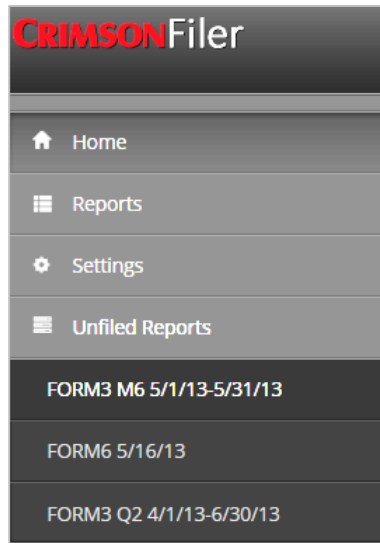 CRIMSONFiler
Home
Reports
Settings
Unfiled Reports
FORM3 M6 5/1/13-5/31/13
FORM6 5/16/13
FORM3 Q2 4/1/13-6/30/13